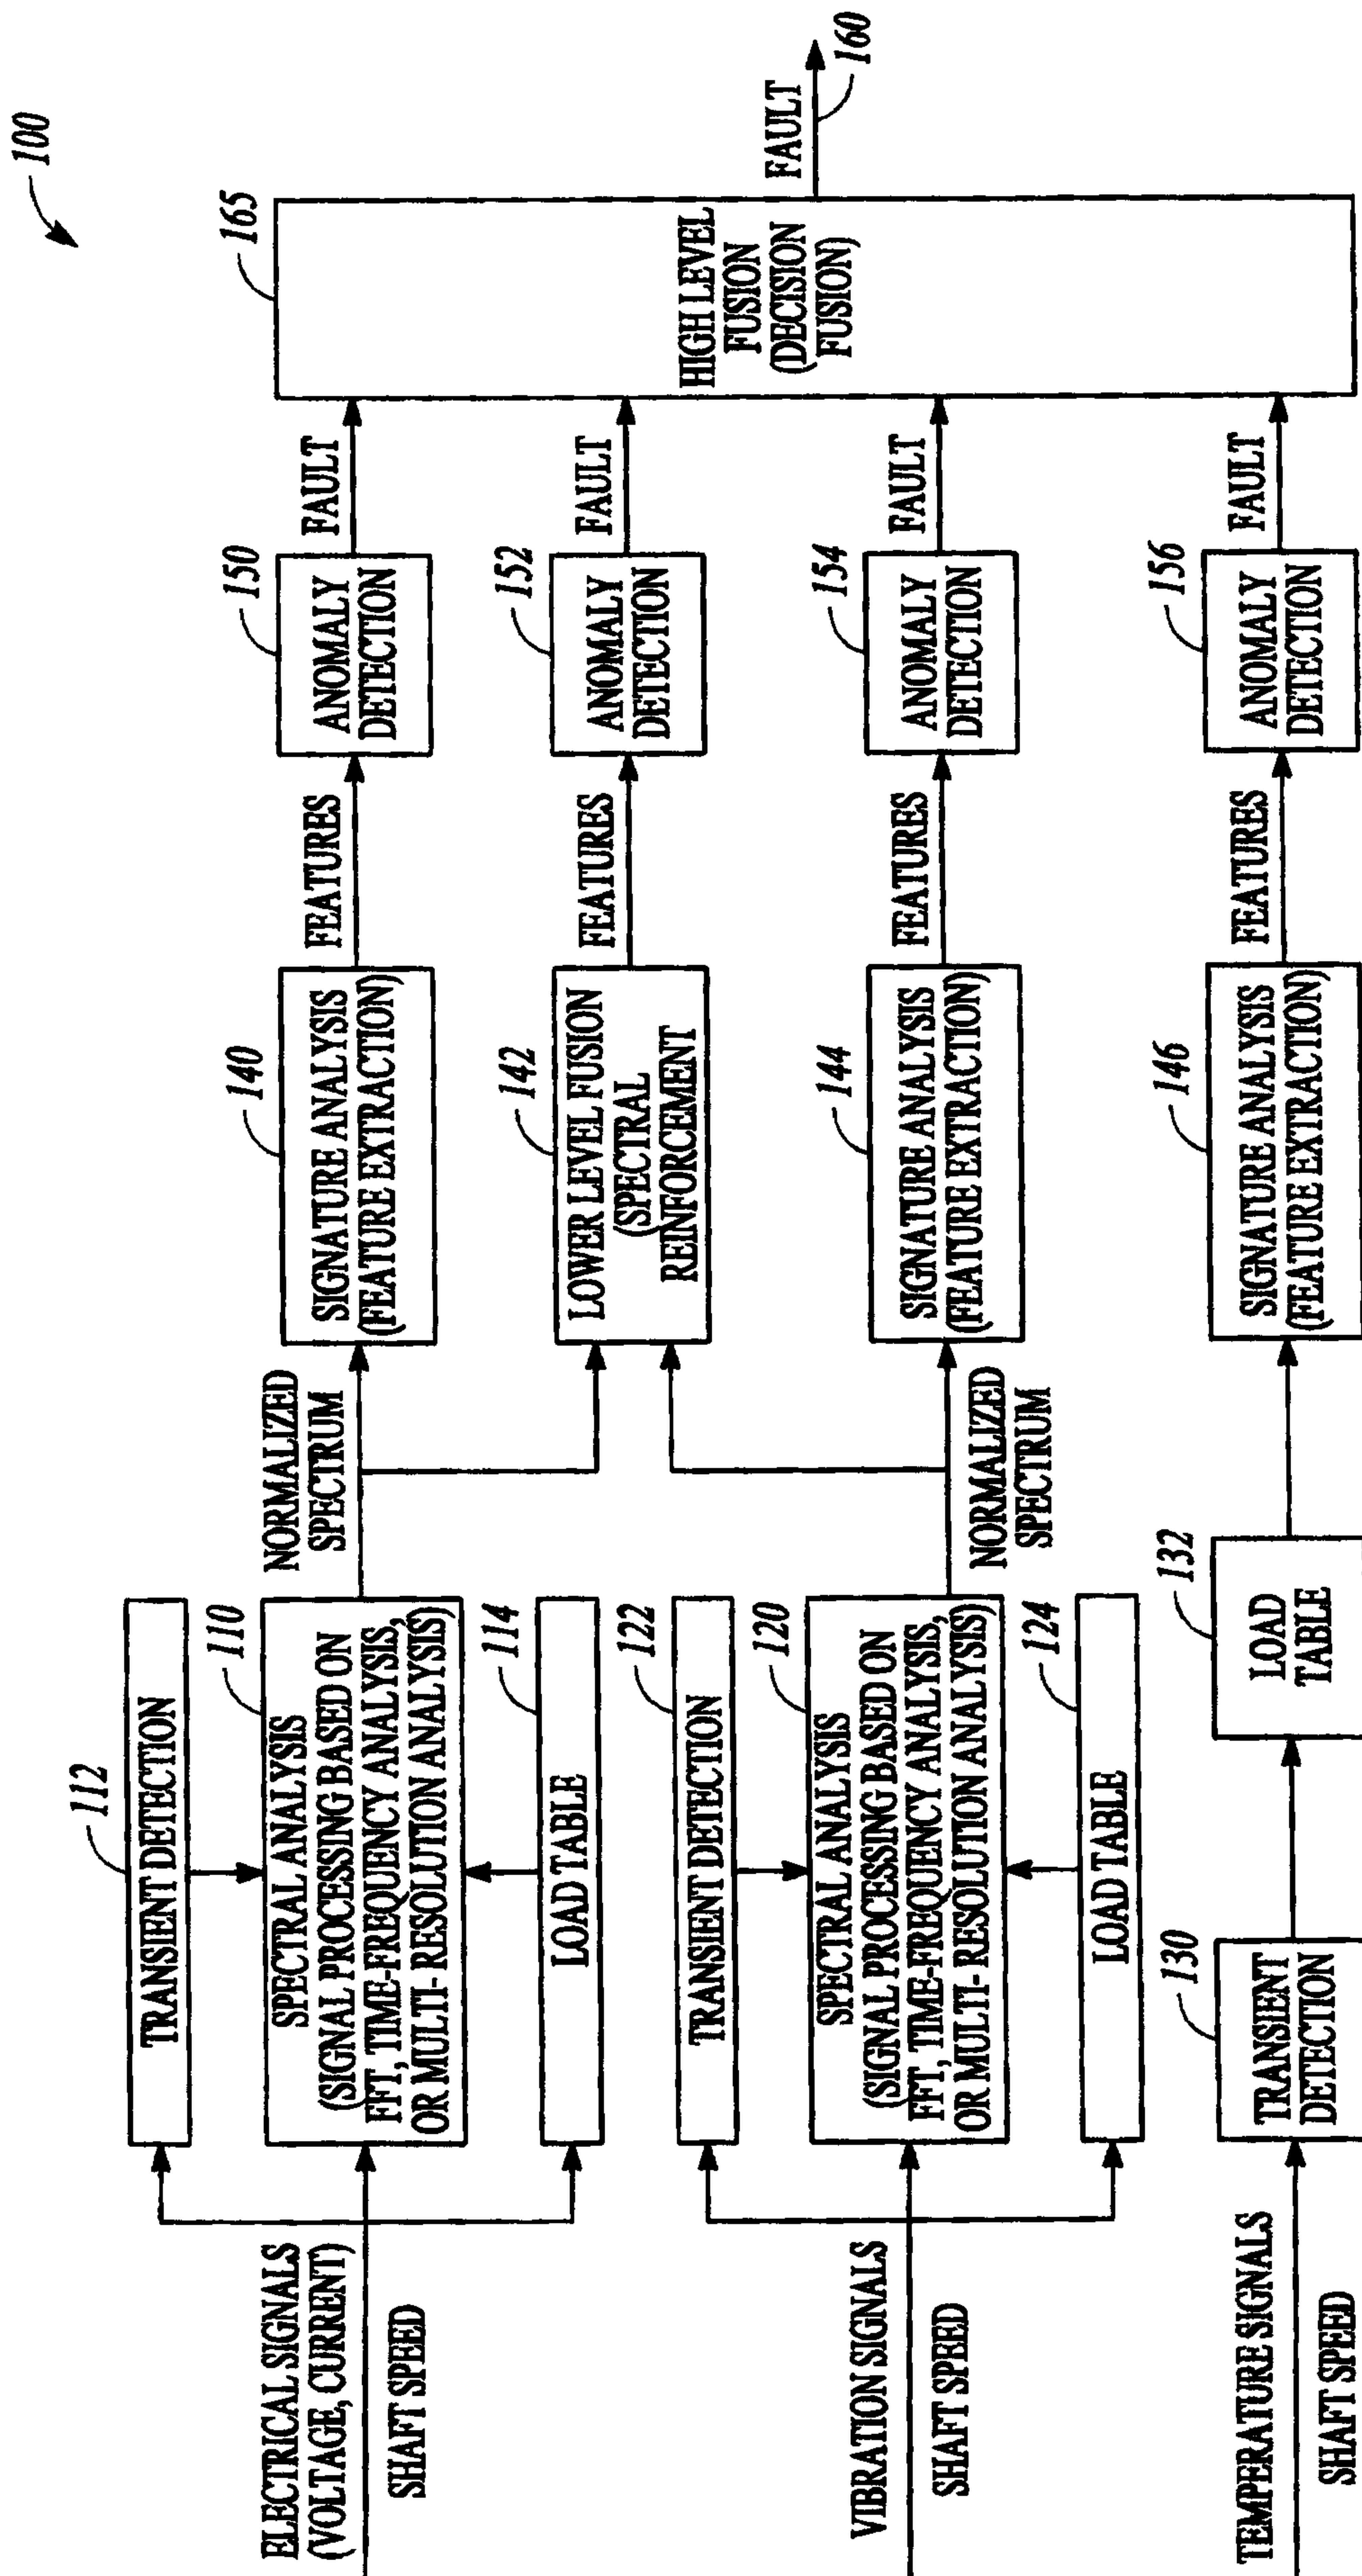 100
ELECTRICAL SIGNALS
(VOLTAGE, CURRENT)
SHAFT SPEED
112
TRANSIENT DETECTION
110
SPECTRAL ANALYSIS
(SIGNAL PROCESSING BASED ON
FFT, TIME-FREQUENCY ANALYSIS,
OR MULTI- RESOLUTION ANALYSIS)
114
LOAD TABLE
NORMALIZED
SPECTRUM
140
SIGNATURE ANALYSIS
(FEATURE EXTRACTION)
FEATURES
150
ANOMALY
DETECTION
FAULT
142
LOWER LEVEL FUSION
(SPECTRAL
REINFORCEMENT
FEATURES
152
ANOMALY
DETECTION
FAULT
VIBRATION SIGNALS
SHAFT SPEED
122
TRANSIENT DETECTION
120
SPECTRAL ANALYSIS
(SIGNAL PROCESSING BASED ON
FFT, TIME-FREQUENCY ANALYSIS,
OR MULTI- RESOLUTION ANALYSIS)
124
LOAD TABLE
NORMALIZED
SPECTRUM
144
SIGNATURE ANALYSIS
(FEATURE EXTRACTION)
FEATURES
154
ANOMALY
DETECTION
FAULT
TEMPERATURE SIGNALS
SHAFT SPEED
130
TRANSIENT
DETECTION
132
LOAD
TABLE
146
SIGNATURE ANALYSIS
(FEATURE EXTRACTION)
FEATURES
156
ANOMALY
DETECTION
FAULT
165
HIGH LEVEL
FUSION
(DECISION
FUSION)
FAULT
160